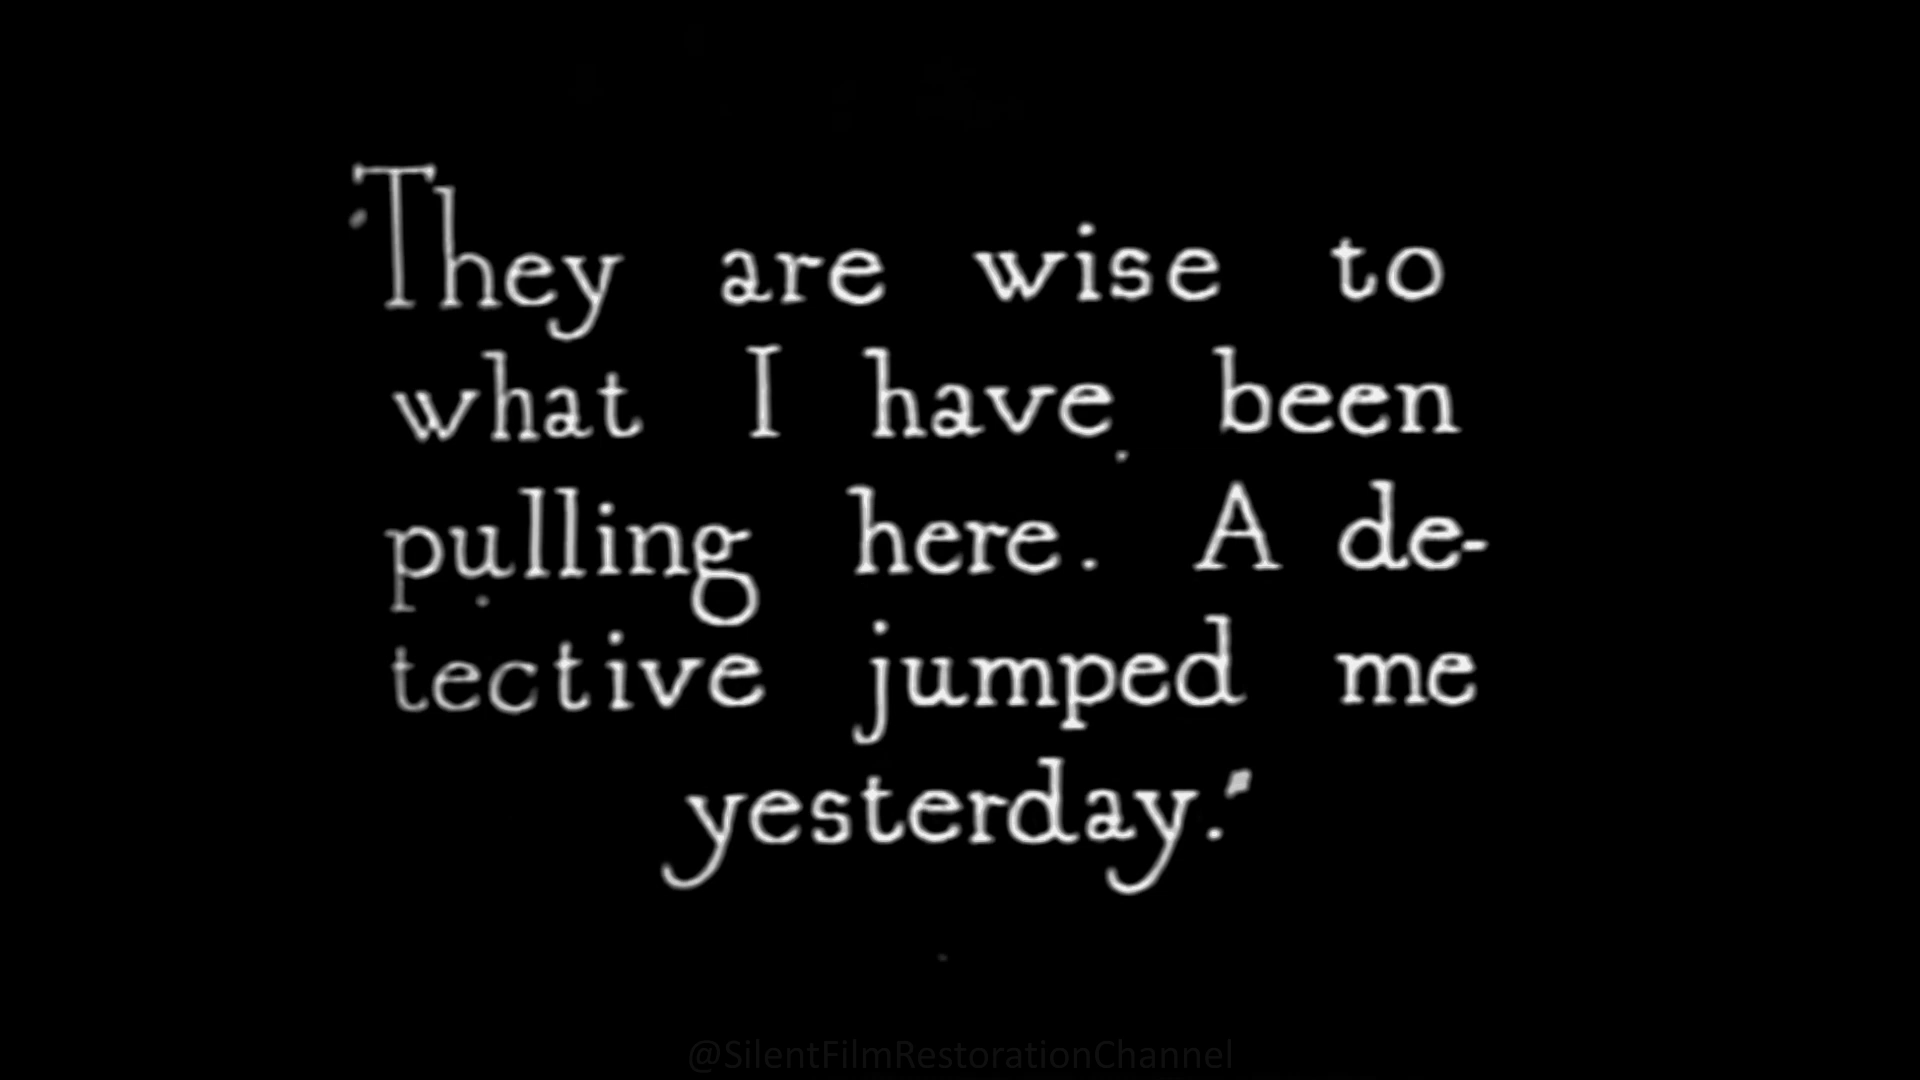 "They are wise to
what I have been
pulling here. A de-
tective jumped me
yesterday."
@SilentFilmRestorationChannel